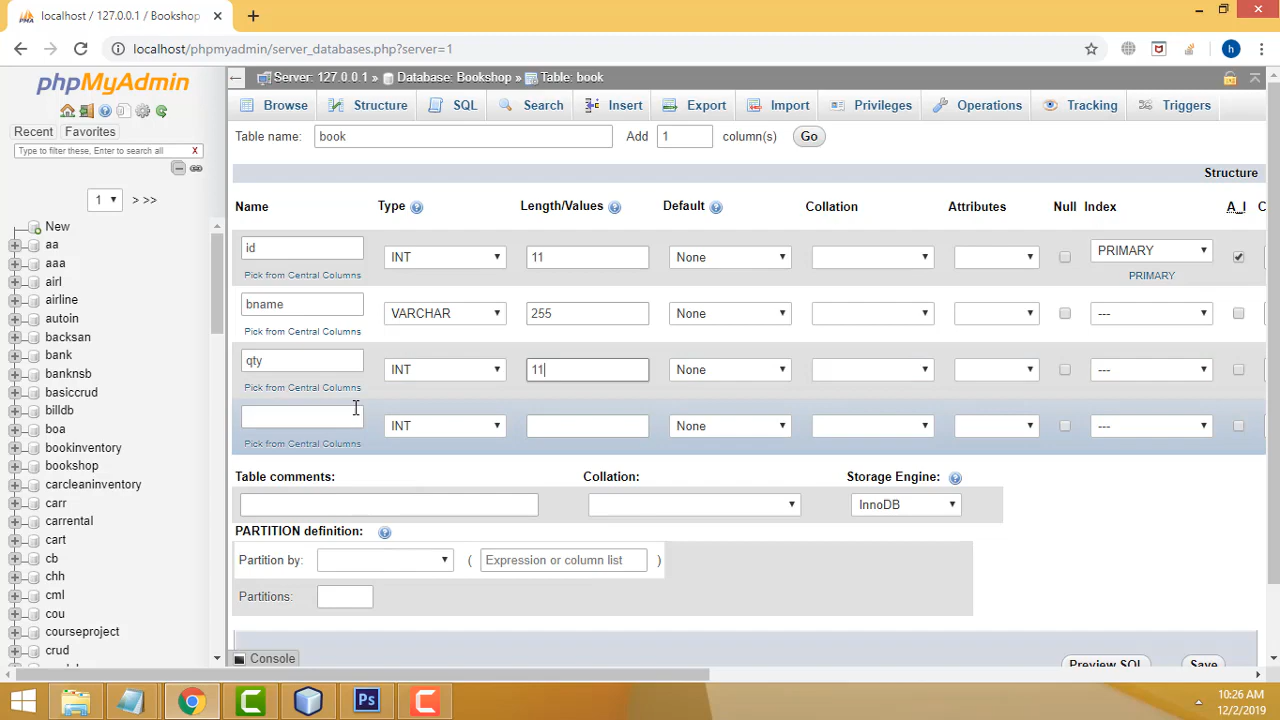 localhost / 127.0.0.1 / Bookshop
localhost/phpmyadmin/server_databases.php?server=1
h
phpMyAdmin
Recent Favorites
Type to filter these, Enter to search all X
1 > >>
New
aa
aaa
airl
airline
autoin
backsan
bank
banknsb
basiccrud
billdb
boa
bookinventory
bookshop
carcleaninventory
carr
carrental
cart
cb
chh
cml
cou
courseproject
crud
Server: 127.0.0.1 » Database: Bookshop » Table: book
Browse Structure SQL Search Insert Export Import Privileges Operations Tracking Triggers
Table name: book Add 1 column(s) Go
Structure
Name Type Length/Values Default Collation Attributes Null Index A_I C
id INT 11 None PRIMARY
Pick from Central Columns PRIMARY
bname VARCHAR 255 None ---
Pick from Central Columns
qty INT 11 None ---
Pick from Central Columns
INT None ---
Pick from Central Columns
Table comments: Collation: Storage Engine:
InnoDB
PARTITION definition:
Partition by: ( Expression or column list )
Partitions:
Console
Preview SQL Save
Ps
10:26 AM
12/2/2019